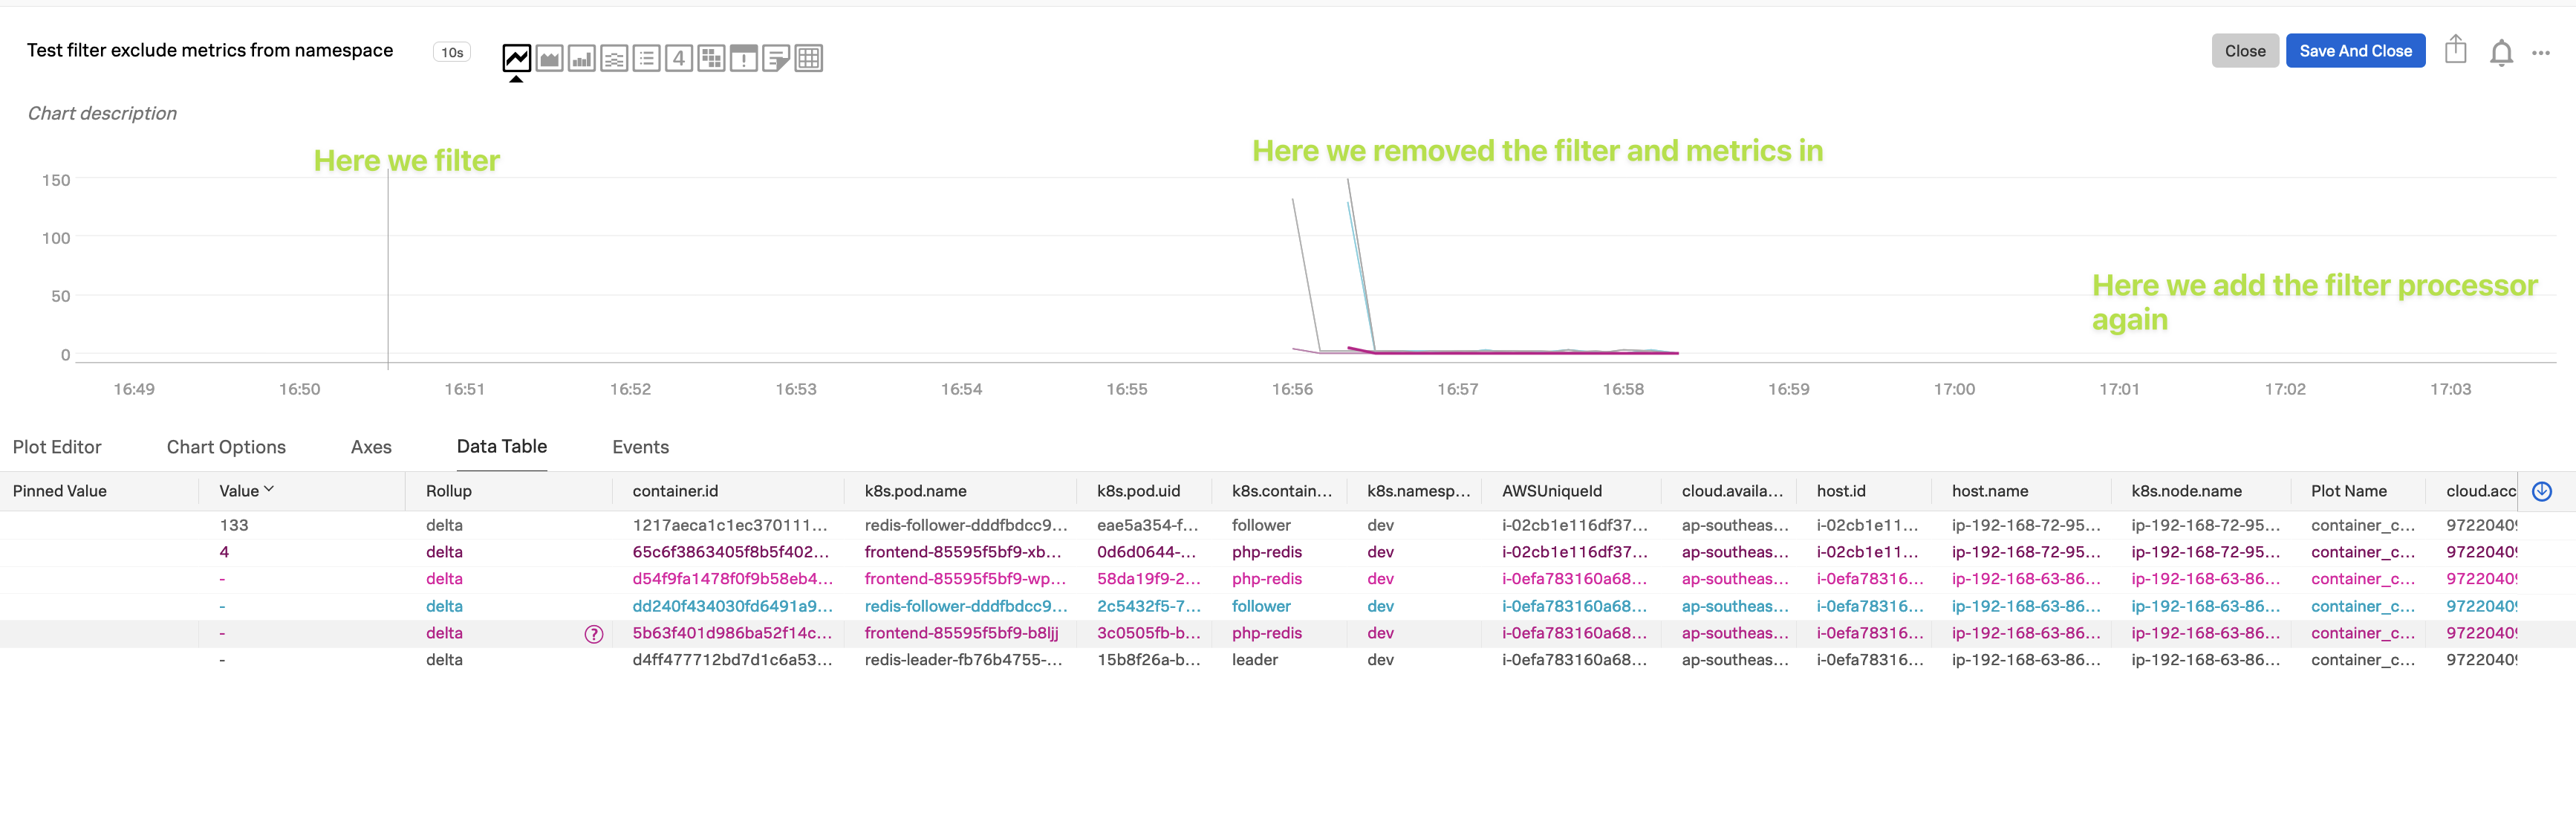 Test filter exclude metrics from namespace 10s 4 Close Save And Close
Chart description
Here we filter
Here we removed the filter and metrics in
Here we add the filter processor
again
150
100
50
0
16:49 16:50 16:51 16:52 16:53 16:54 16:55 16:56 16:57 16:58 16:59 17:00 17:01 17:02 17:03
Plot Editor Chart Options Axes Data Table Events
Pinned Value Value Rollup container.id k8s.pod.name k8s.pod.uid k8s.contain... k8s.namesp... AWSUniqueId cloud.availa... host.id host.name k8s.node.name Plot Name cloud.acc
133 delta 1217aeca1c1ec370111... redis-follower-dddfbdcc9... eae5a354-f... follower dev i-02cb1e116df37... ap-southeas... i-02cb1e11... ip-192-168-72-95... ip-192-168-72-95... container_c... 97220409
4 delta 65c6f3863405f8b5f402... frontend-85595f5bf9-xb... 0d6d0644-... php-redis dev i-02cb1e116df37... ap-southeas... i-02cb1e11... ip-192-168-72-95... ip-192-168-72-95... container_c... 97220409
- delta d54f9fa1478f0f9b58eb4... frontend-85595f5bf9-wp... 58da19f9-2... php-redis dev i-0efa783160a68... ap-southeas... i-0efa78316... ip-192-168-63-86... ip-192-168-63-86... container_c... 97220409
- delta dd240f434030fd6491a9... redis-follower-dddfbdcc9... 2c5432f5-7... follower dev i-0efa783160a68... ap-southeas... i-0efa78316... ip-192-168-63-86... ip-192-168-63-86... container_c... 97220409
- delta ? 5b63f401d986ba52f14c... frontend-85595f5bf9-b8ljj 3c0505fb-b... php-redis dev i-0efa783160a68... ap-southeas... i-0efa78316... ip-192-168-63-86... ip-192-168-63-86... container_c... 97220409
- delta d4ff477712bd7d1c6a53... redis-leader-fb76b4755-... 15b8f26a-b... leader dev i-0efa783160a68... ap-southeas... i-0efa78316... ip-192-168-63-86... ip-192-168-63-86... container_c... 97220409